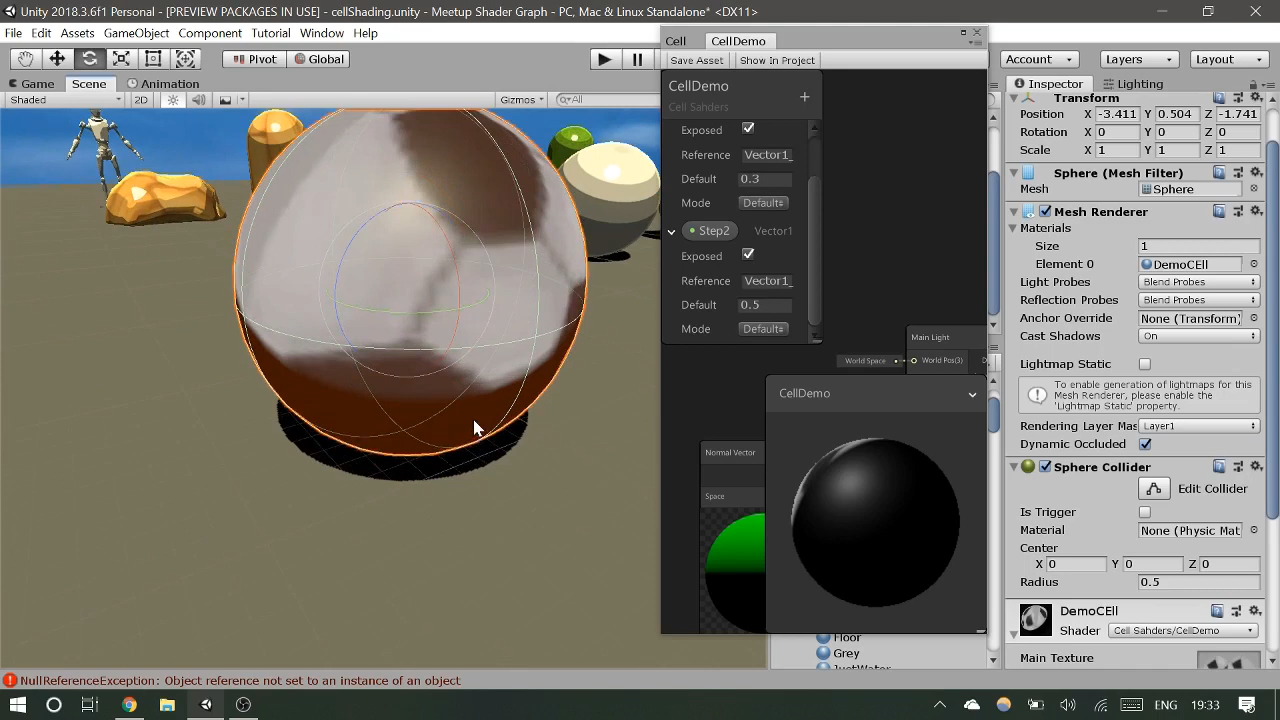 Unity 2018.3.6f1 Personal - [PREVIEW PACKAGES IN USE] - cellShading.unity - Meetup Shader Graph - PC, Mac & Linux Standalone* <DX11>
File Edit Assets GameObject Component Tutorial Window Help
Pivot Global
Account Layers Layout
Cell CellDemo
Save Asset Show In Project
Game Scene Animation
Shaded 2D Gizmos All
CellDemo
Cell Sahders
Exposed
Reference Vector1_
Default 0.3
Mode Default
Step2 Vector1
Exposed
Reference Vector1_
Default 0.5
Mode Default
Main Light
World Space World Pos(3)
CellDemo
Normal Vector
Space
Floor
Grey
JustWater
Inspector Lighting
Transform
Position X -3.411 Y 0.504 Z -1.741
Rotation X 0 Y 0 Z 0
Scale X 1 Y 1 Z 1
Sphere (Mesh Filter)
Mesh Sphere
Mesh Renderer
Materials
Size 1
Element 0 DemoCEll
Light Probes Blend Probes
Reflection Probes Blend Probes
Anchor Override None (Transform)
Cast Shadows On
Lightmap Static
To enable generation of lightmaps for this
Mesh Renderer, please enable the
'Lightmap Static' property.
Rendering Layer Mas Layer1
Dynamic Occluded
Sphere Collider
Edit Collider
Is Trigger
Material None (Physic Mat
Center
X 0 Y 0 Z 0
Radius 0.5
DemoCEll
Shader Cell Sahders/CellDemo
Main Texture
NullReferenceException: Object reference not set to an instance of an object
ENG 19:33